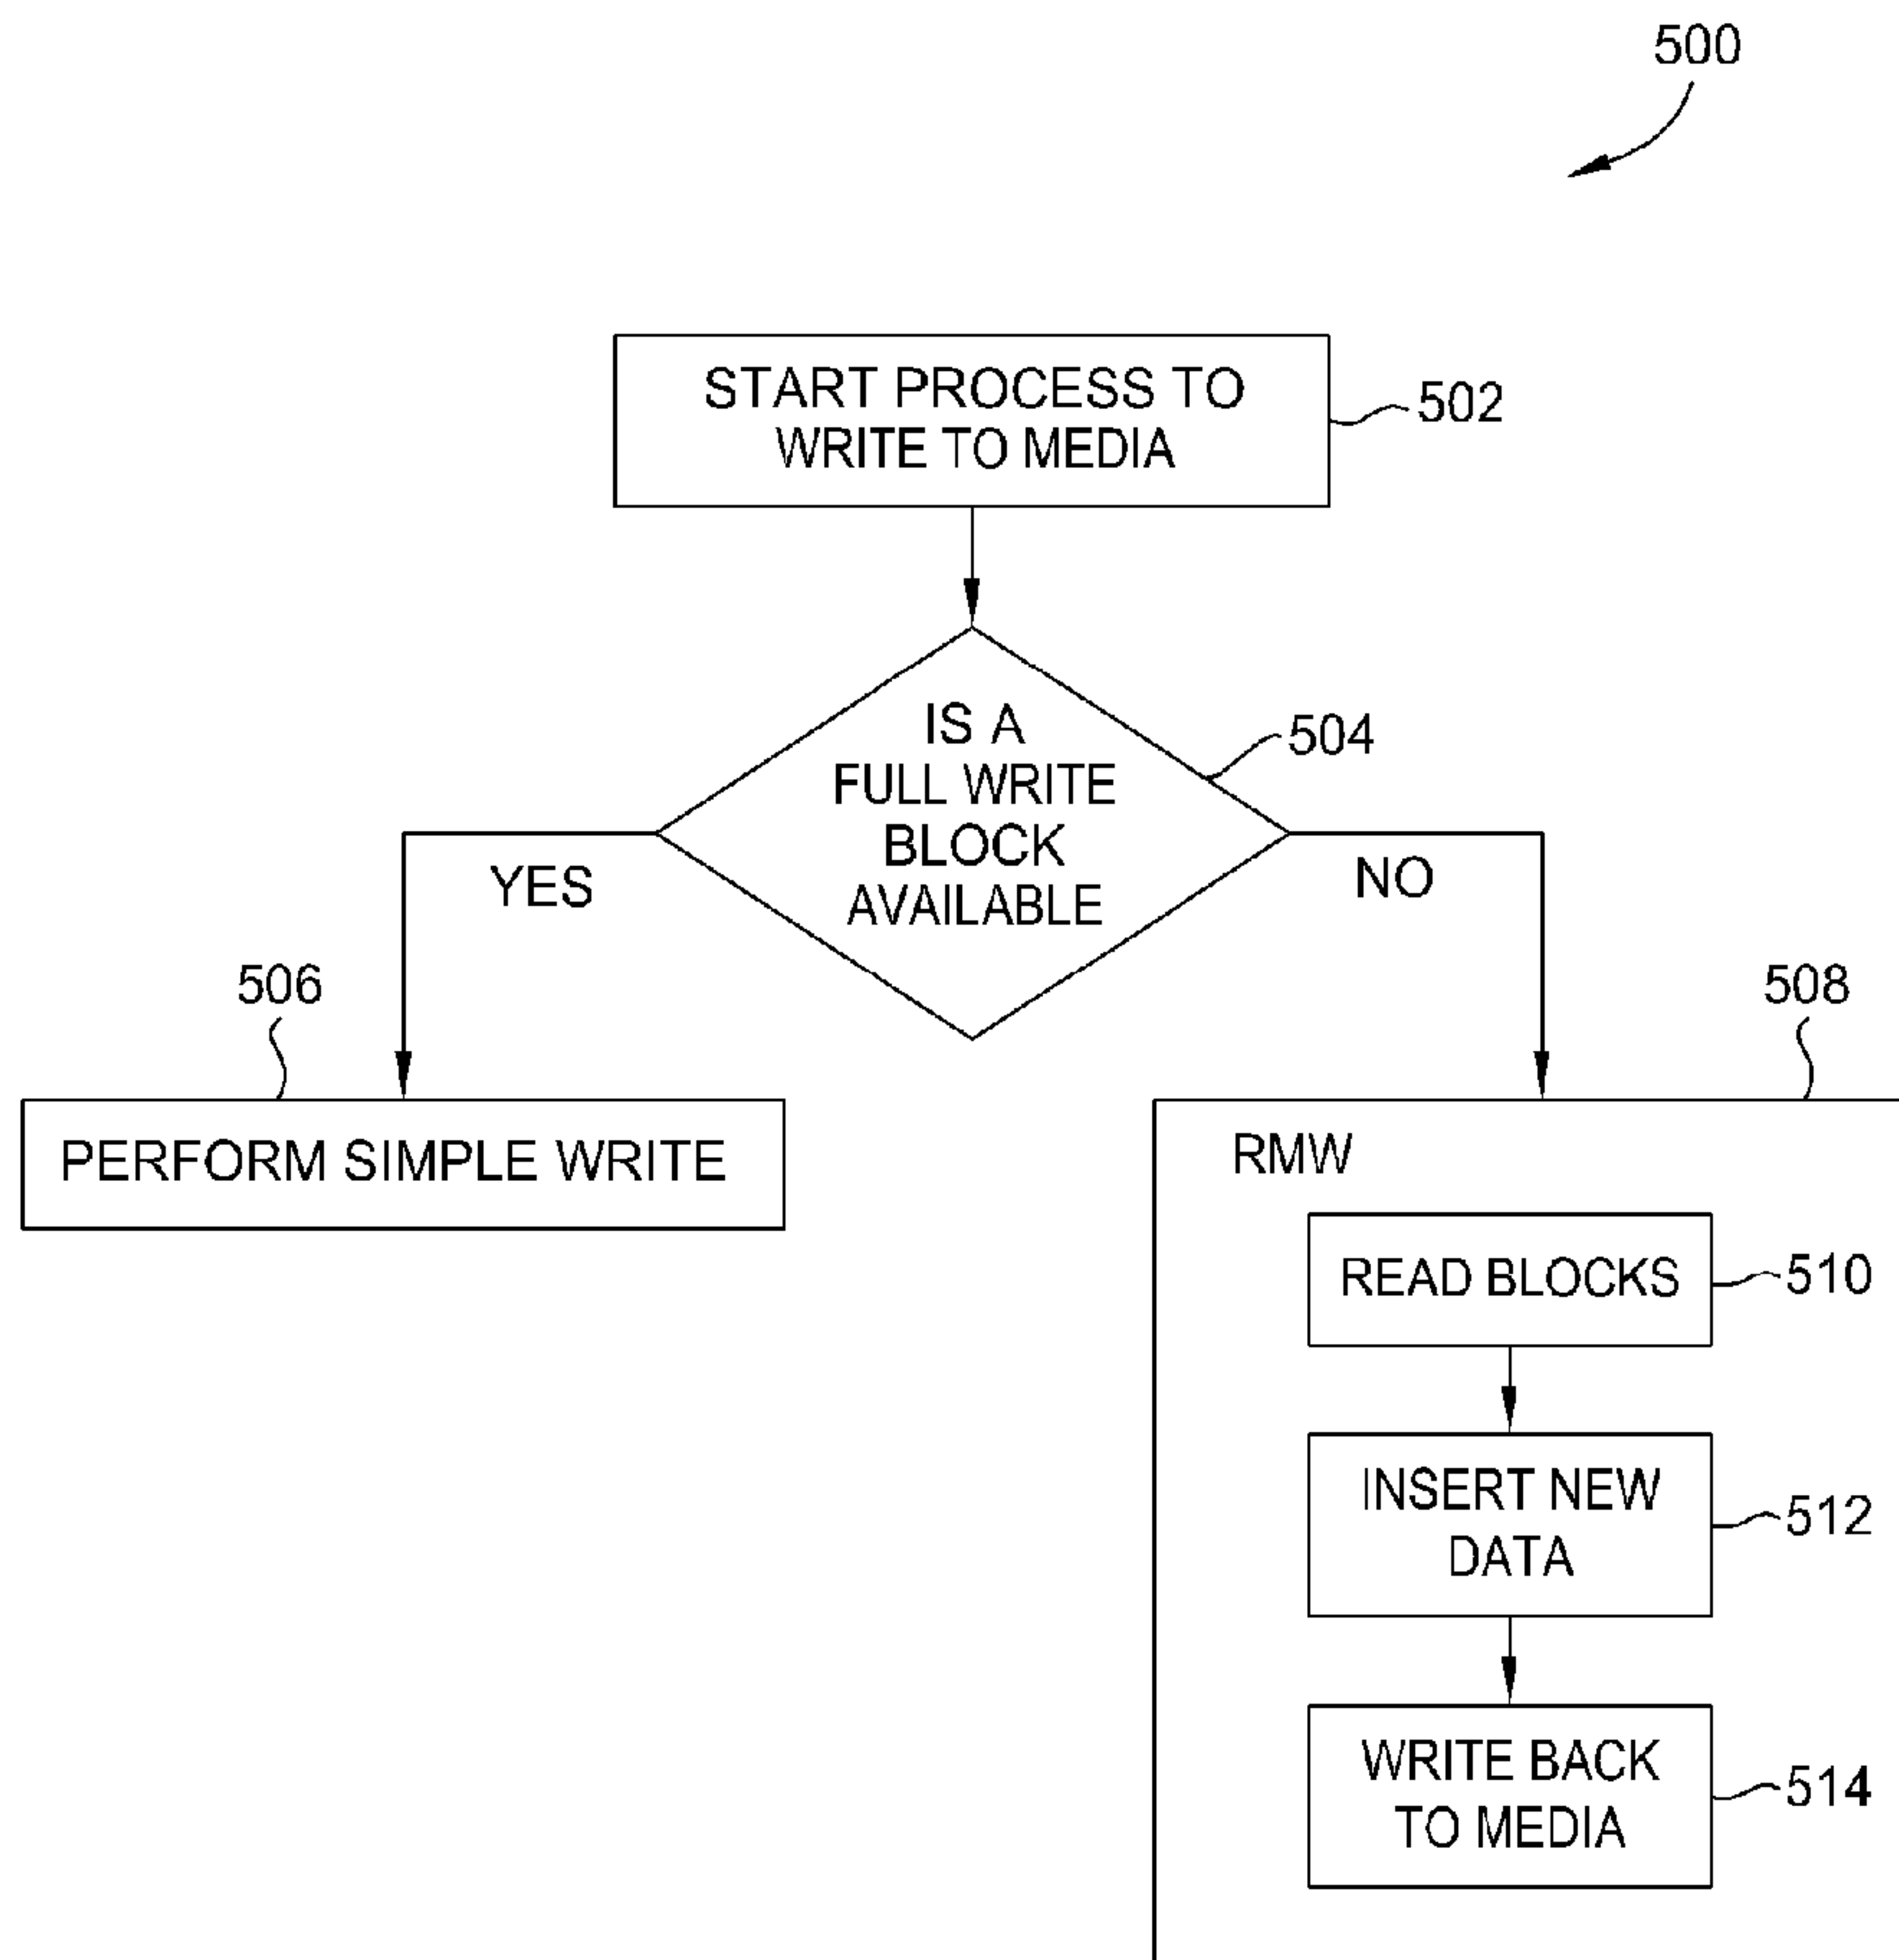 500
START PROCESS TO
WRITE TO MEDIA
502
IS A
FULL WRITE
BLOCK
AVAILABLE
504
YES
NO
506
508
PERFORM SIMPLE WRITE
RMW
READ BLOCKS
510
INSERT NEW
DATA
512
WRITE BACK
TO MEDIA
514